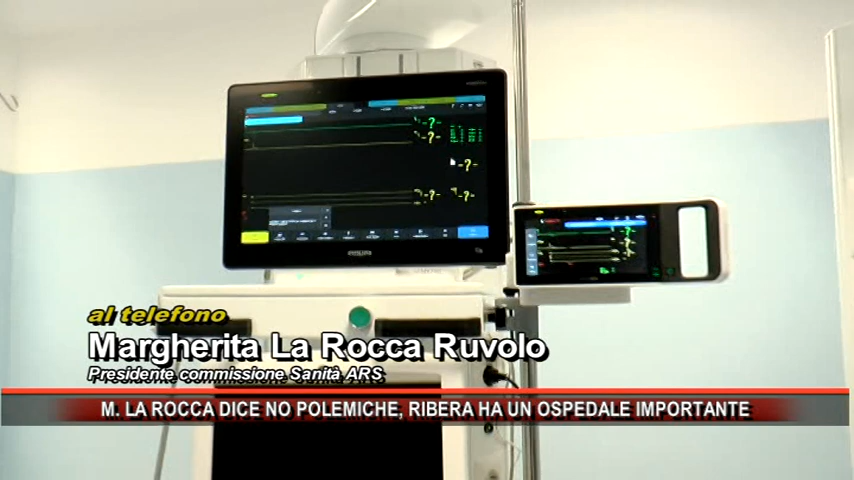 -?-
-?-
-?-
-?-
-?-
PHILIPS
al telefono
Margherita La Rocca Ruvolo
Presidente commissione Sanità ARS
M. LA ROCCA DICE NO POLEMICHE, RIBERA HA UN OSPEDALE IMPORTANTE